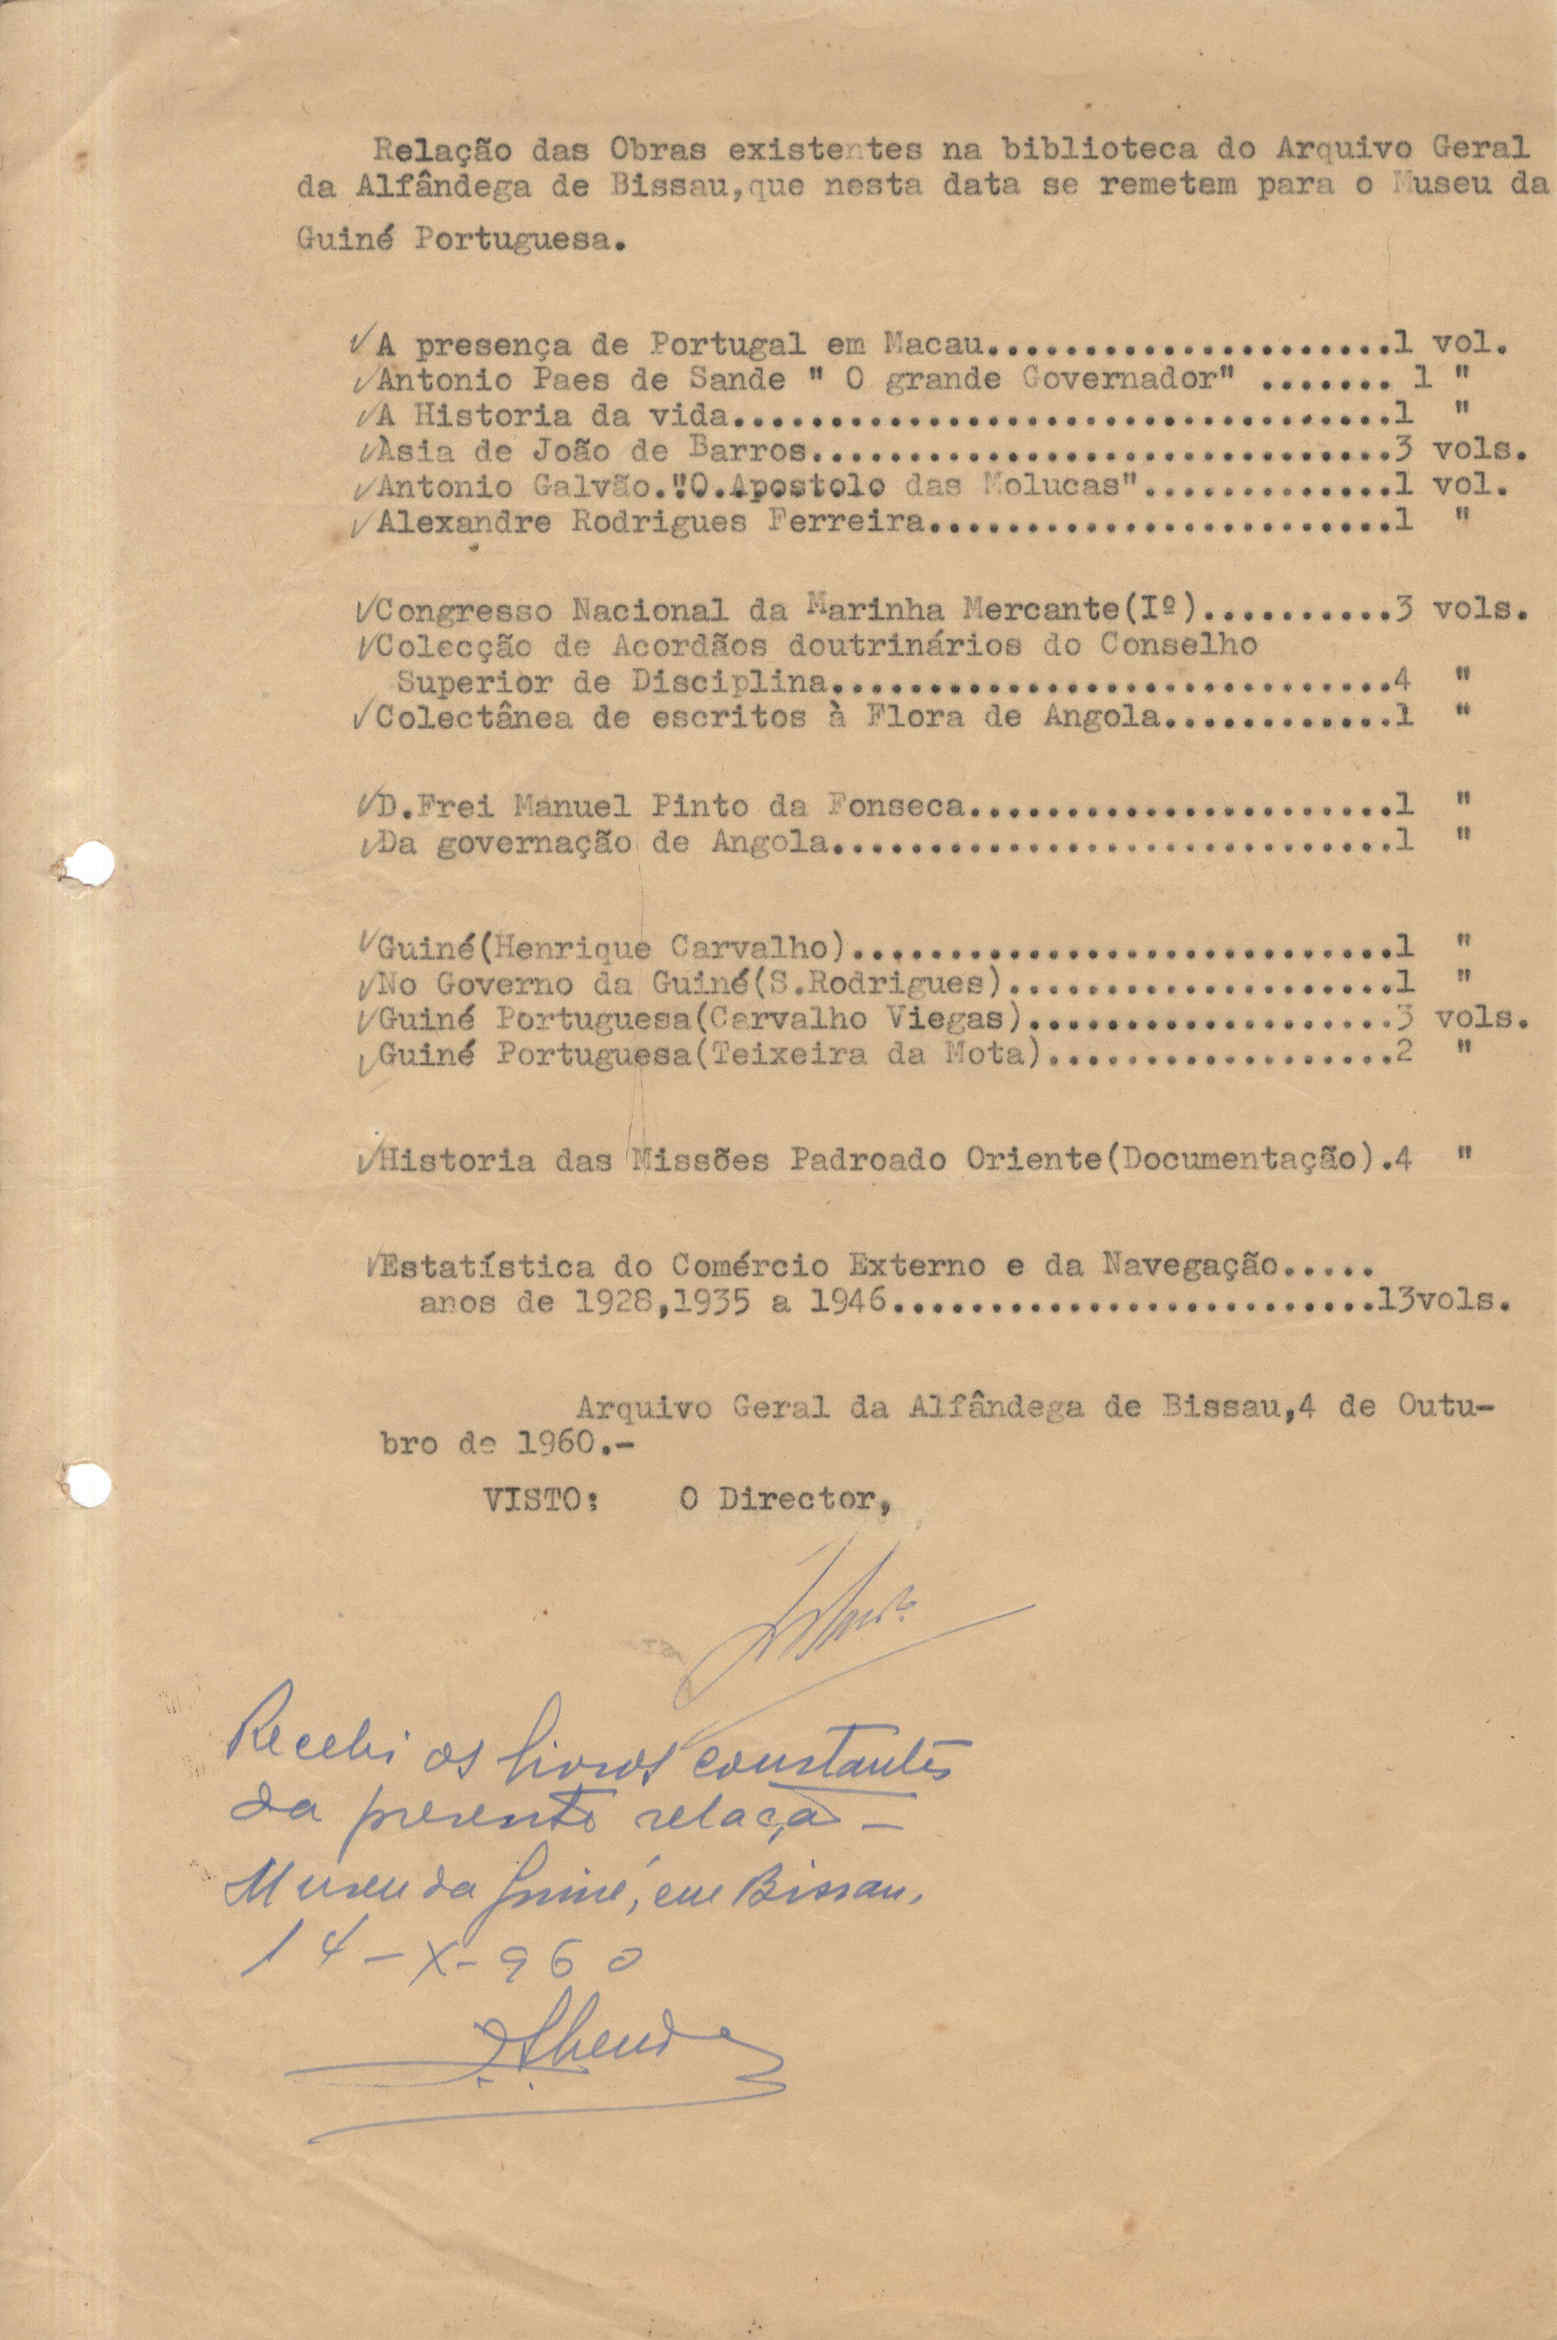 Relação das Obras existentes na biblioteca do Arquivo Geral
da Alfândega de Bissau,que nesta data se remetem para o Museu da
Guiné Portuguesa.
✓A presença de Portugal em Macau.....................1 vol.
✓Antonio Paes de Sande " O grande Governador" ....... 1 "
✓A Historia da vida..................................1 "
✓Àsia de João de Barros..............................3 vols.
✓Antonio Galvão."O.Apostolo das Molucas".............1 vol.
✓Alexandre Rodrigues Ferreira........................1 "
✓Congresso Nacional da Marinha Mercante(Iº)..........3 vols.
✓Colecção de Acordãos doutrinários do Conselho
Superior de Disciplina.............................4 "
✓Colectânea de escritos à Flora de Angola............1 "
✓D.Frei Manuel Pinto da Fonseca......................1 "
✓Da governação de Angola.............................1 "
✓Guiné(Henrique Carvalho)............................1 "
✓No Governo da Guiné(S.Rodrigues)....................1 "
✓Guiné Portuguesa(Carvalho Viegas)...................3 vols.
✓Guiné Portuguesa(Teixeira da Mota)..................2 "
✓Historia das Missões Padroado Oriente(Documentação).4 "
✓Estatística do Comércio Externo e da Navegação.....
anos de 1928,1935 a 1946.........................13vols.
Arquivo Geral da Alfândega de Bissau,4 de Outu-
bro de 1960.-
VISTO: O Director,
Recebi os livros constantes
da presente relação –
Museu da Guiné, em Bissau,
14-X-960